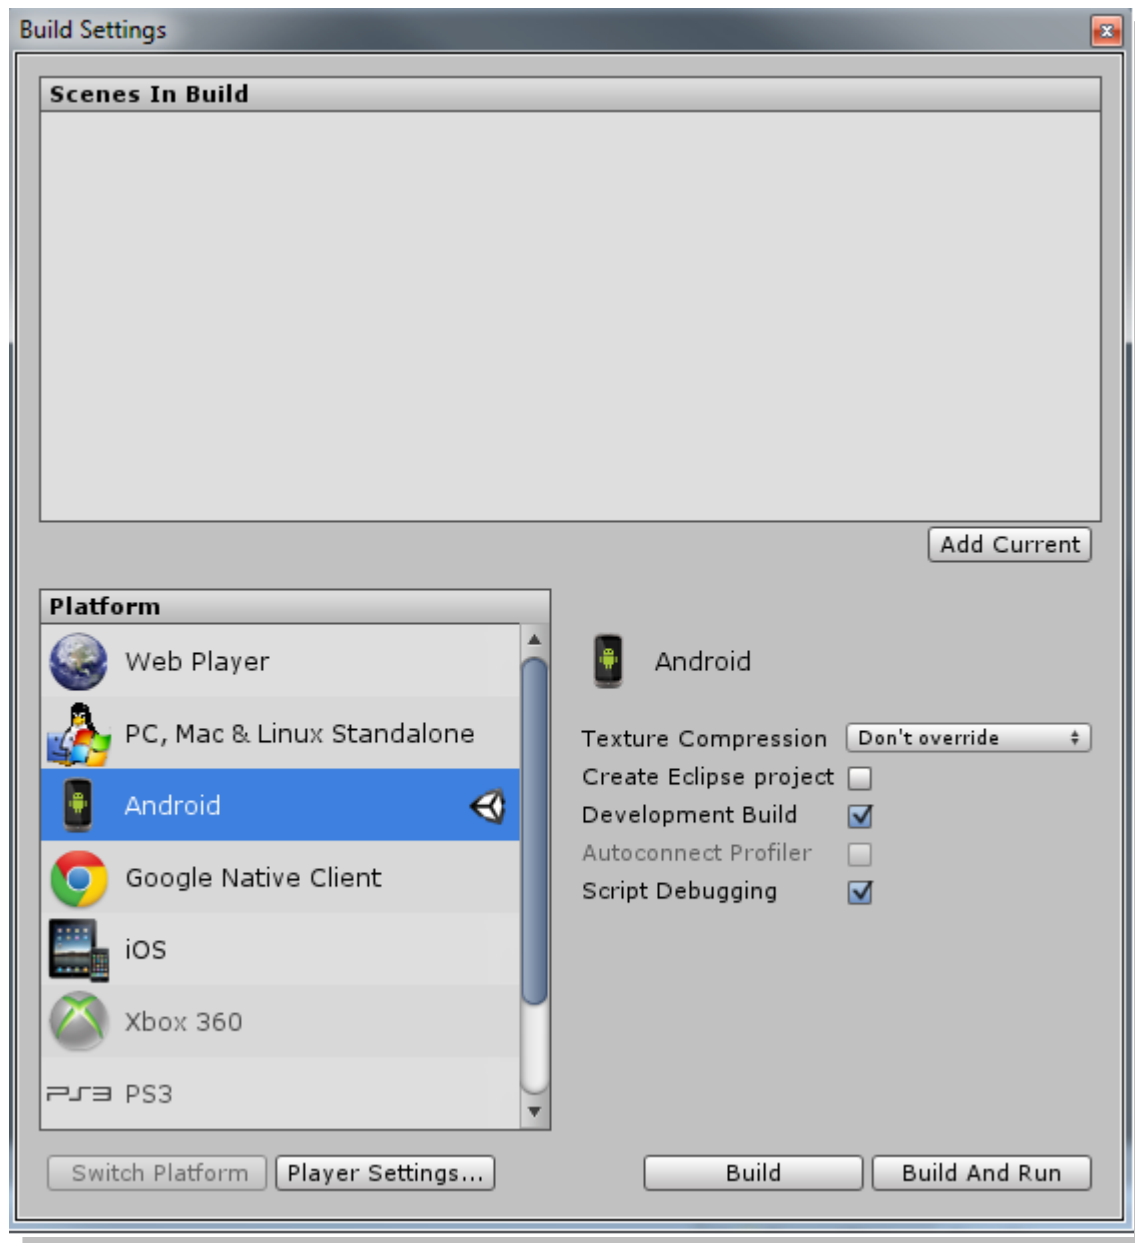 Build Settings
Scenes In Build
Add Current
Platform
Web Player
PC, Mac & Linux Standalone
Android
Google Native Client
iOS
Xbox 360
PS3 PS3
Android
Texture Compression Don't override
Create Eclipse project
Development Build
Autoconnect Profiler
Script Debugging
Switch Platform Player Settings... Build Build And Run